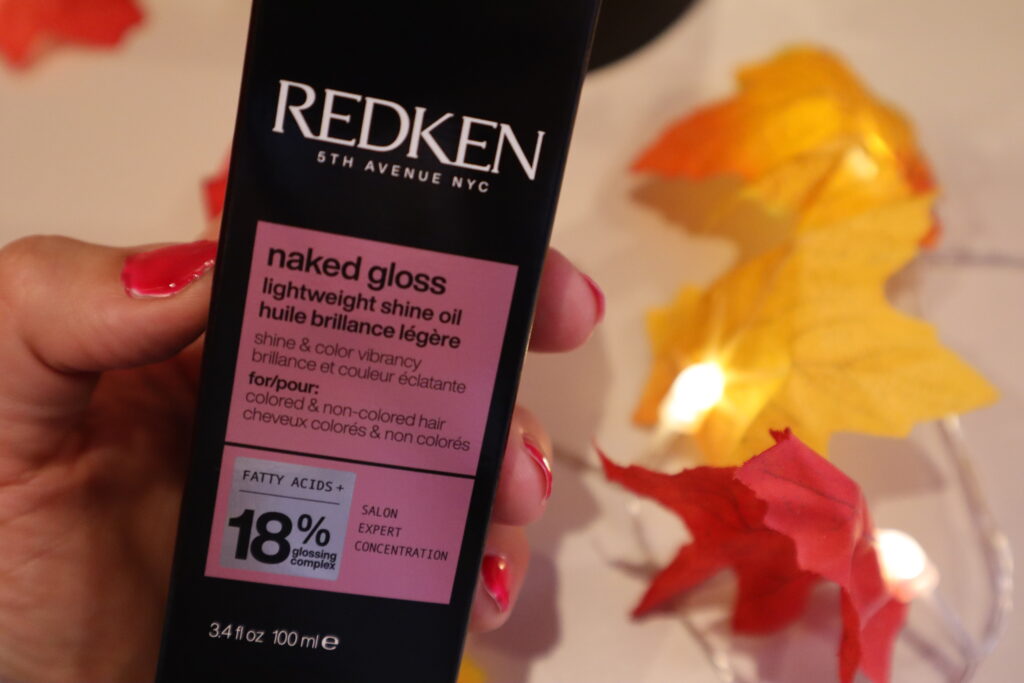 REDKEN
5TH AVENUE NYC
naked gloss
lightweight shine oil
huile brillance légère
shine & color vibrancy
brillance et couleur éclatante
for/pour:
colored & non-colored hair
cheveux colorés & non colorés
FATTY ACIDS +
18%
glossing
complex
SALON
EXPERT
CONCENTRATION
3.4 fl oz 100 ml ℮